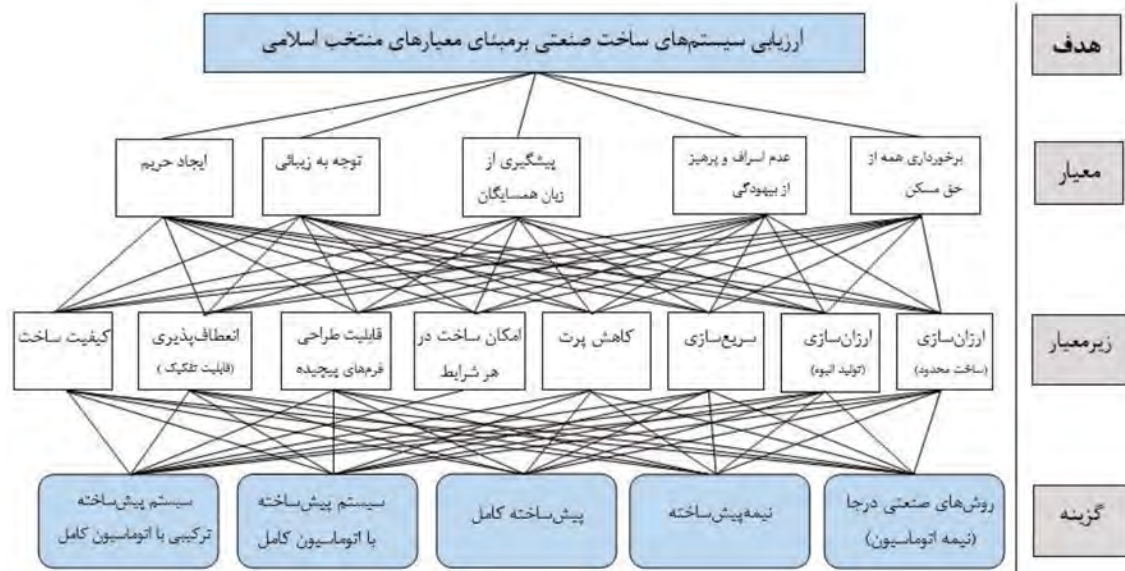 هدف
ارزیابی سیستم‌های ساخت صنعتی برمبنای معیارهای منتخب اسلامی
معیار
برخورداری همه از
حق مسکن
عدم اسراف و پرهیز
از بیهودگی
پیشگیری از
زیان همسایگان
توجه به زیبائی
ایجاد حریم
زیرمعیار
ارزان‌سازی
(ساخت محدود)
ارزان‌سازی
(تولید انبوه)
سریع‌سازی
کاهش پرت
امکان ساخت در
هر شرایط
قابلیت طراحی
فرم‌های پیچیده
انعطاف‌پذیری
(قابلیت تفکیک)
کیفیت ساخت
گزینه
روش‌های صنعتی درجا
(نیمه اتوماسیون)
نیمه‌پیش‌ساخته
پیش‌ساخته کامل
سیستم پیش‌ساخته
با اتوماسیون کامل
سیستم پیش‌ساخته
ترکیبی با اتوماسیون کامل